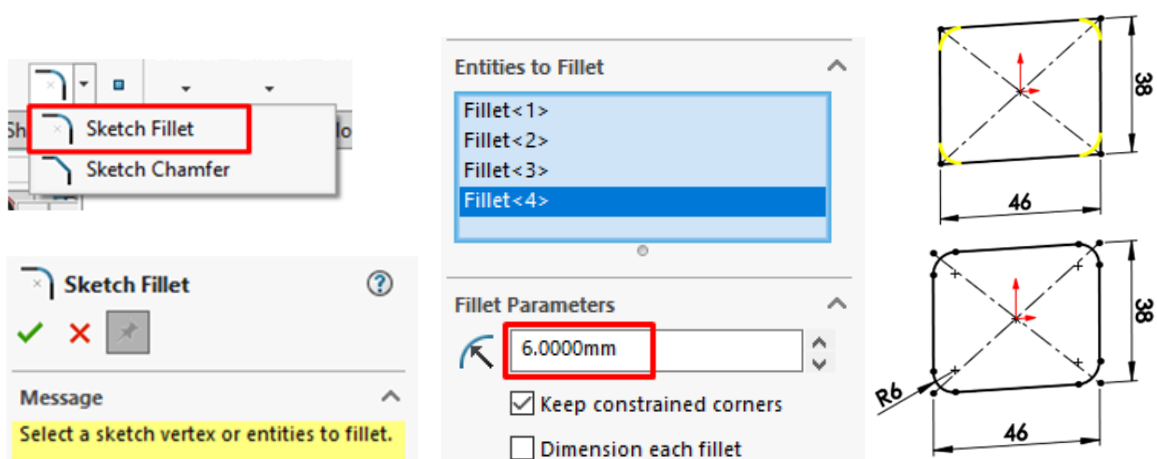 Sh
Sketch Fillet
lo
Sketch Chamfer
Sketch Fillet
?
Message
Select a sketch vertex or entities to fillet.
Entities to Fillet
Fillet<1>
Fillet<2>
Fillet<3>
Fillet<4>
Fillet Parameters
6.0000mm
Keep constrained corners
Dimension each fillet
38
46
38
R6
46